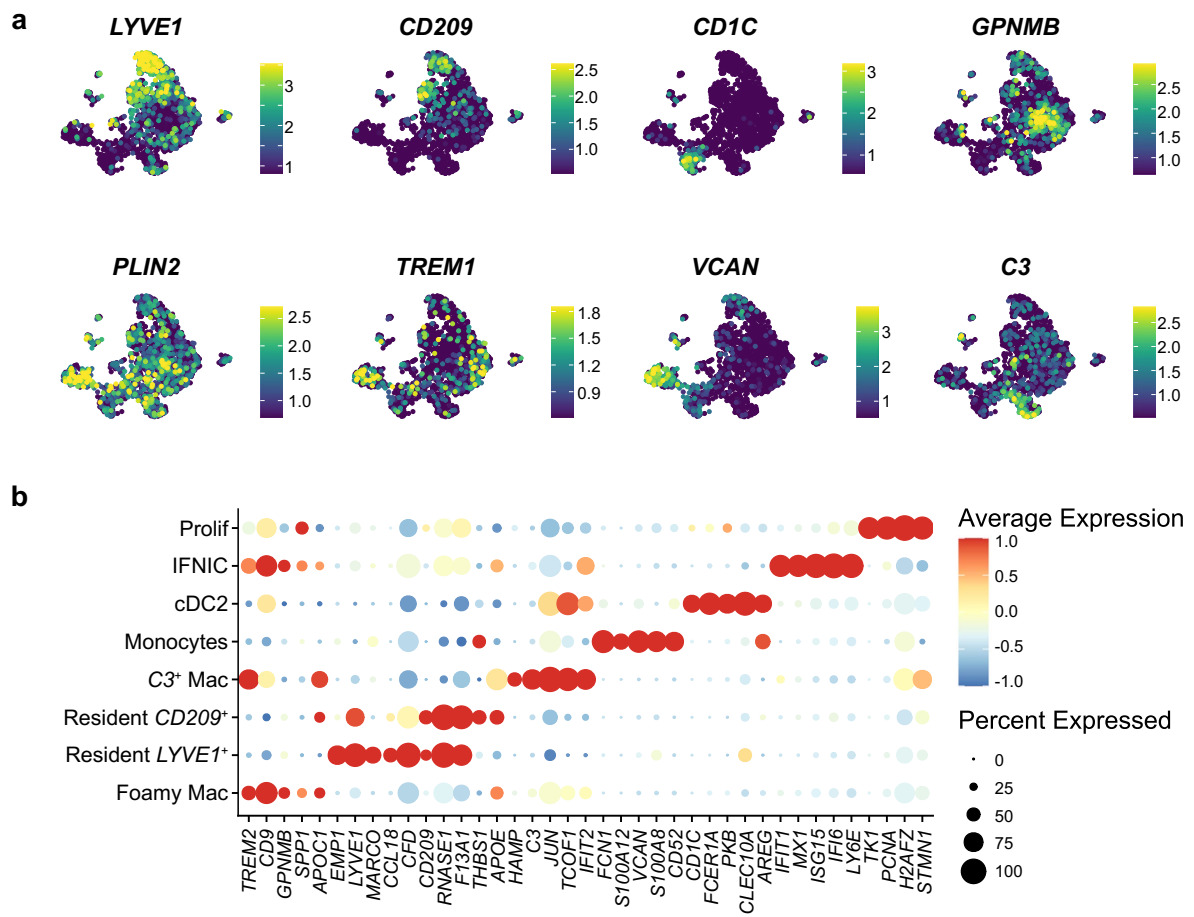 a
LYVE1
CD209
CD1C
GPNMB
3
2
1
2.5
2.0
1.5
1.0
3
2
1
2.5
2.0
1.5
1.0
PLIN2
TREM1
VCAN
C3
2.5
2.0
1.5
1.0
1.8
1.5
1.2
0.9
3
2
1
2.5
2.0
1.5
1.0
b
Prolif
IFNIC
cDC2
Monocytes
C3+ Mac
Resident CD209+
Resident LYVE1+
Foamy Mac
TREM2
CD9
GPNMB
SPP1
APOC1
EMP1
LYVE1
MARCO
CCL18
CFD
CD209
RNASE1
F13A1
THBS1
APOE
HAMP
C3
JUN
TCOF1
IFIT2
FCN1
S100A12
VCAN
S100A8
CD52
CD1C
FCER1A
PKB
CLEC10A
AREG
IFIT1
MX1
ISG15
IFI6
LY6E
TK1
PCNA
H2AFZ
STMN1
Average Expression
1.0
0.5
0.0
-0.5
-1.0
Percent Expressed
0
25
50
75
100